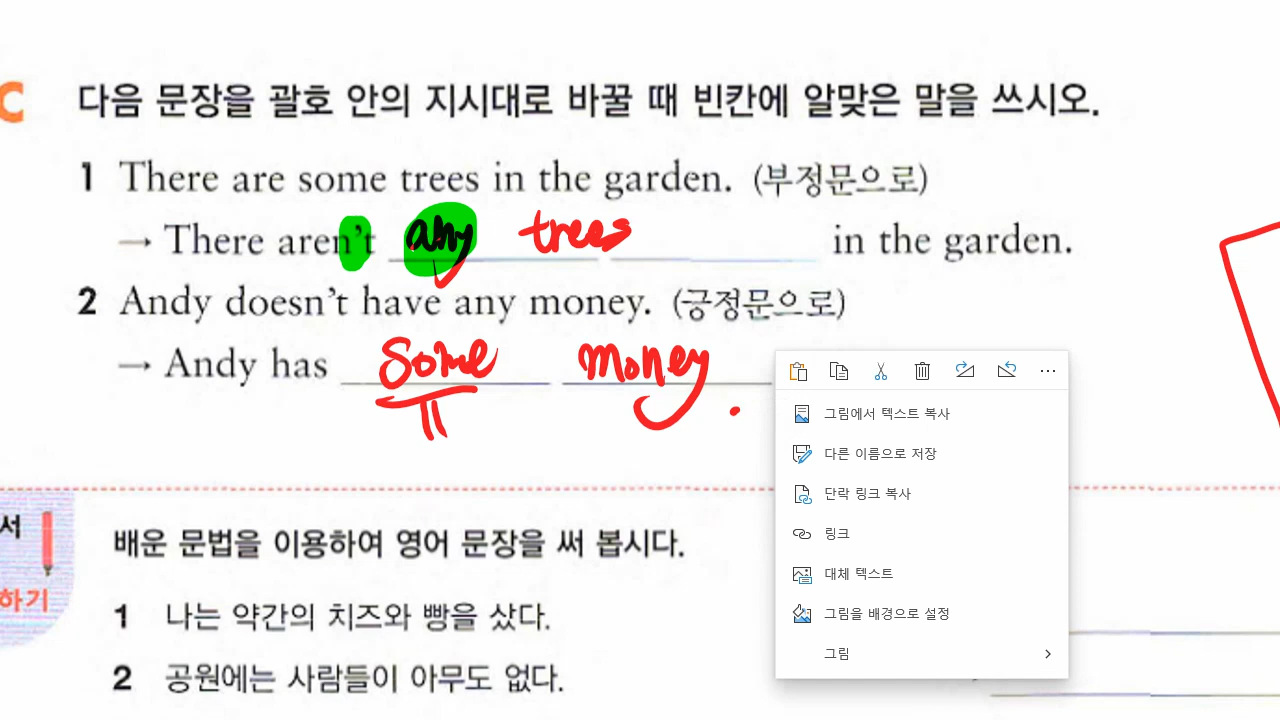 C 다음 문장을 괄호 안의 지시대로 바꿀 때 빈칸에 알맞은 말을 쓰시오.
1 There are some trees in the garden. (부정문으로)
→ There aren't any trees in the garden.
2 Andy doesn't have any money. (긍정문으로)
→ Andy has some money.
그림에서 텍스트 복사
다른 이름으로 저장
단락 링크 복사
링크
대체 텍스트
그림을 배경으로 설정
그림
서
하기
배운 문법을 이용하여 영어 문장을 써 봅시다.
1 나는 약간의 치즈와 빵을 샀다.
2 공원에는 사람들이 아무도 없다.